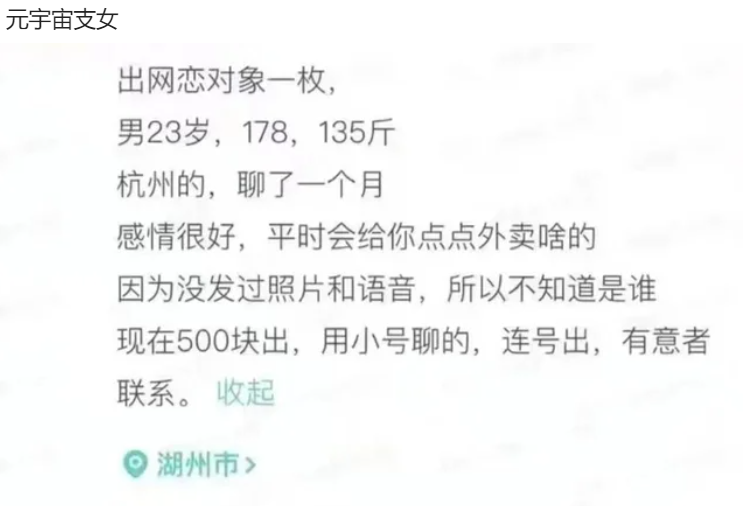 元宇宙支女
出网恋对象一枚，
男23岁，178，135斤
杭州的，聊了一个月
感情很好，平时会给你点点外卖啥的
因为没发过照片和语音，所以不知道是谁
现在500块出，用小号聊的，连号出，有意者
联系。 收起
湖州市>